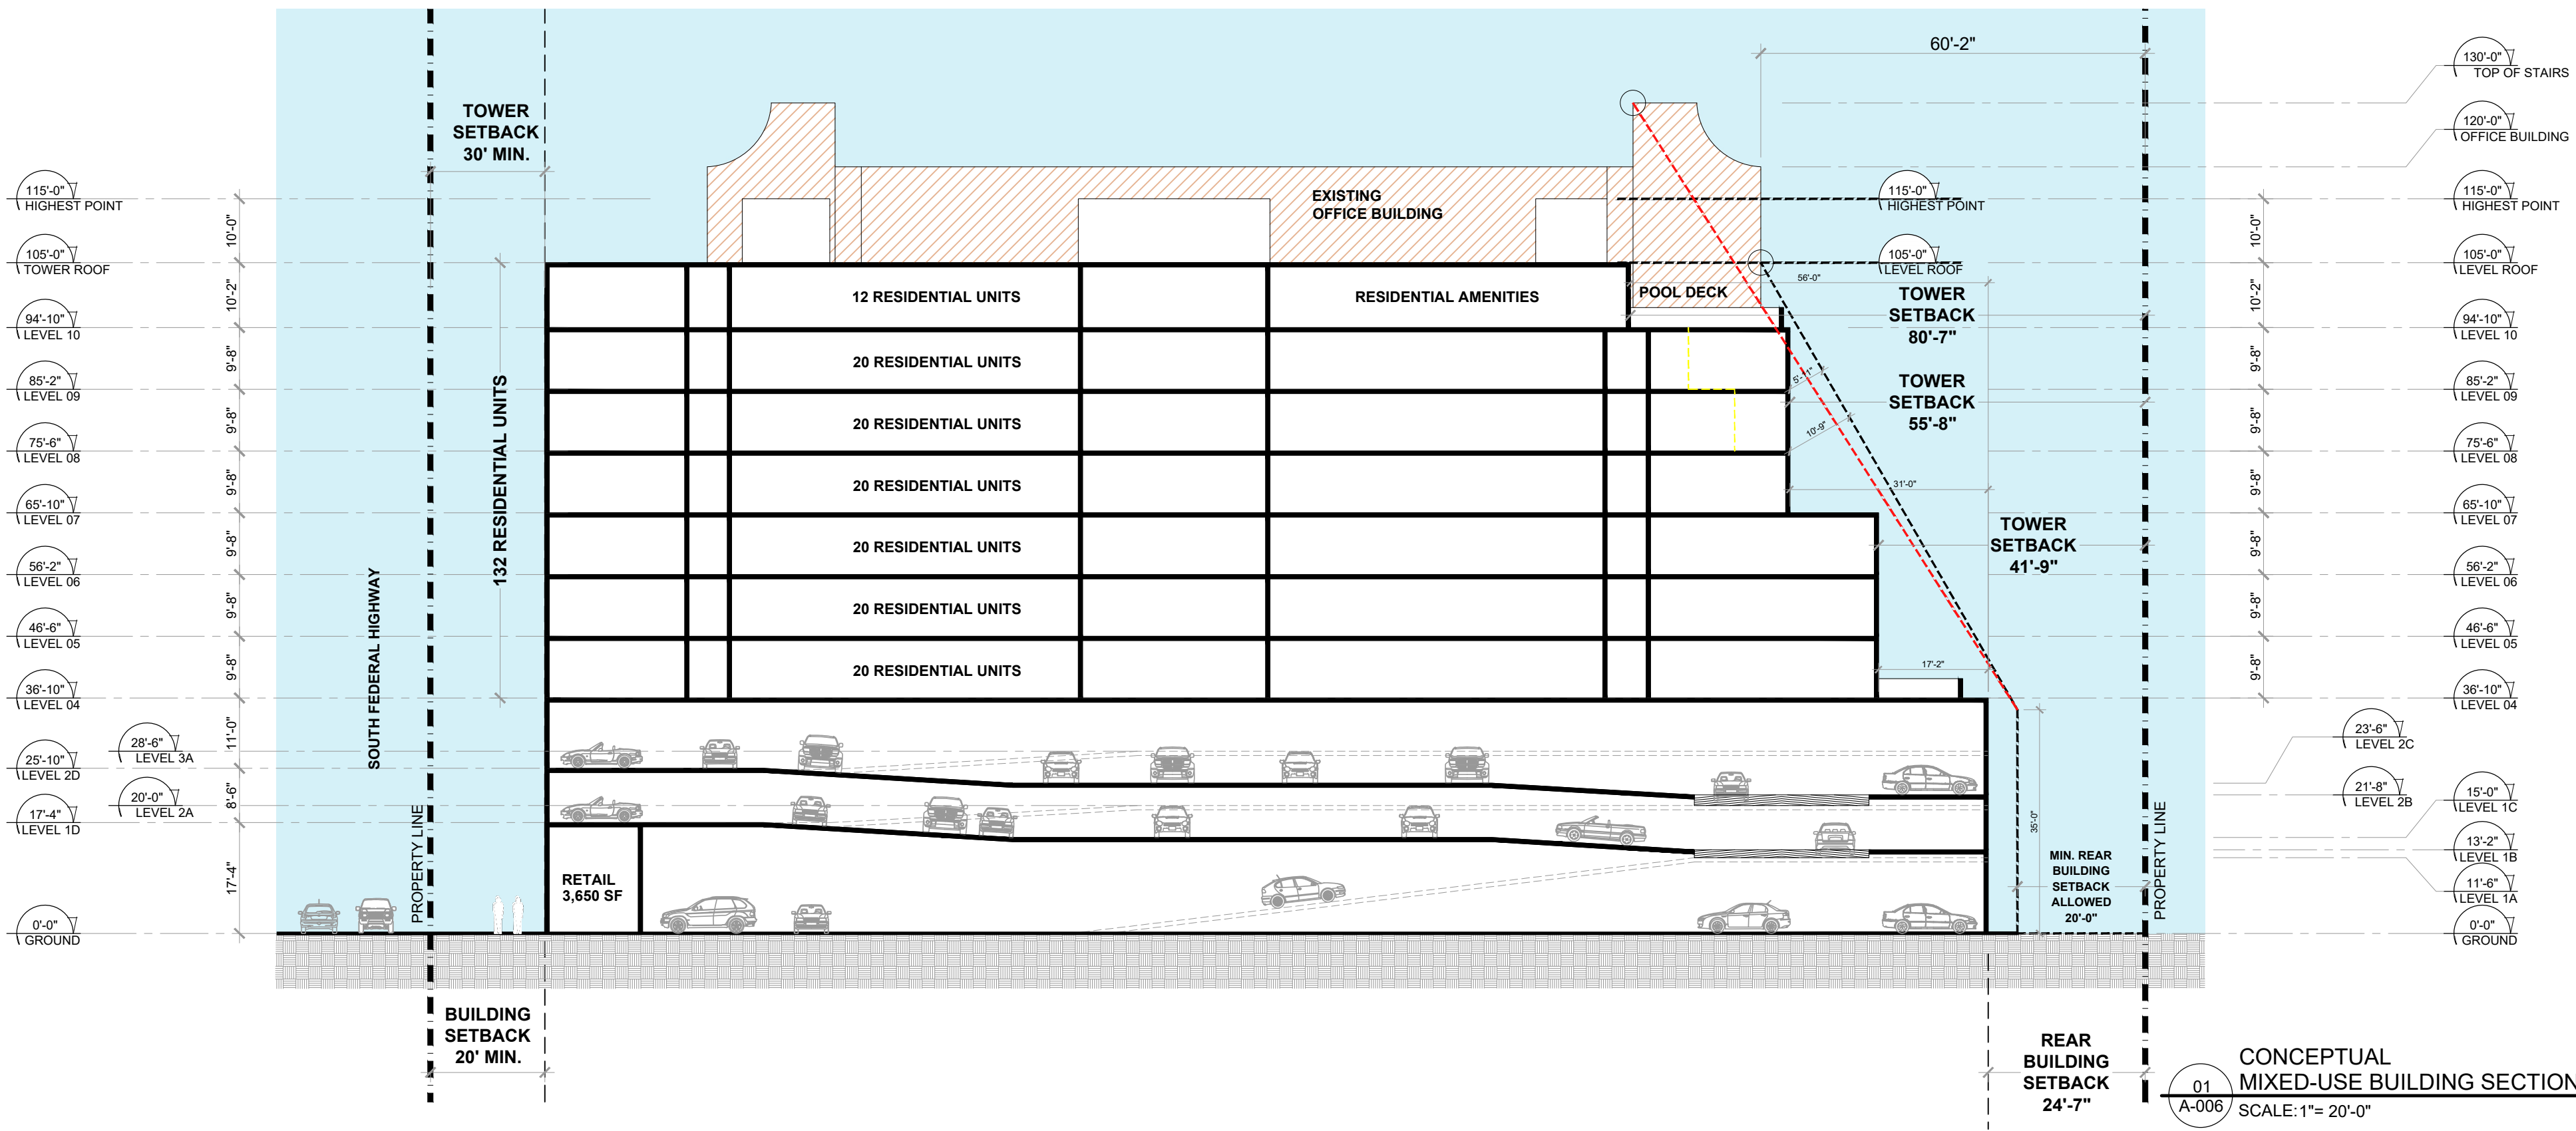 60'-2"
130'-0"
TOP OF STAIRS
TOWER
SETBACK
30' MIN.
120'-0"
OFFICE BUILDING
115'-0"
HIGHEST POINT
EXISTING
OFFICE BUILDING
115'-0"
HIGHEST POINT
115'-0"
HIGHEST POINT
10'-0"
10'-0"
105'-0"
TOWER ROOF
105'-0"
LEVEL ROOF
105'-0"
LEVEL ROOF
56'-0"
10'-2"
12 RESIDENTIAL UNITS
RESIDENTIAL AMENITIES
POOL DECK
TOWER
SETBACK
80'-7"
10'-2"
94'-10"
LEVEL 10
94'-10"
LEVEL 10
9'-8"
20 RESIDENTIAL UNITS
5'-11"
9'-8"
85'-2"
LEVEL 09
TOWER
SETBACK
55'-8"
85'-2"
LEVEL 09
9'-8"
132 RESIDENTIAL UNITS
20 RESIDENTIAL UNITS
10'-9"
9'-8"
75'-6"
LEVEL 08
75'-6"
LEVEL 08
9'-8"
20 RESIDENTIAL UNITS
31'-0"
9'-8"
65'-10"
LEVEL 07
65'-10"
LEVEL 07
9'-8"
20 RESIDENTIAL UNITS
TOWER
SETBACK
41'-9"
9'-8"
56'-2"
LEVEL 06
56'-2"
LEVEL 06
9'-8"
SOUTH FEDERAL HIGHWAY
20 RESIDENTIAL UNITS
9'-8"
46'-6"
LEVEL 05
46'-6"
LEVEL 05
9'-8"
20 RESIDENTIAL UNITS
17'-2"
9'-8"
36'-10"
LEVEL 04
36'-10"
LEVEL 04
11'-0"
28'-6"
LEVEL 3A
23'-6"
LEVEL 2C
25'-10"
LEVEL 2D
8'-6"
20'-0"
LEVEL 2A
21'-8"
LEVEL 2B
15'-0"
LEVEL 1C
17'-4"
LEVEL 1D
35'-0"
PROPERTY LINE
PROPERTY LINE
13'-2"
LEVEL 1B
17'-4"
RETAIL
3,650 SF
MIN. REAR
BUILDING
SETBACK
ALLOWED
20'-0"
11'-6"
LEVEL 1A
0'-0"
GROUND
0'-0"
GROUND
BUILDING
SETBACK
20' MIN.
REAR
BUILDING
SETBACK
24'-7"
01
A-006
CONCEPTUAL
MIXED-USE BUILDING SECTION
SCALE:1"= 20'-0"